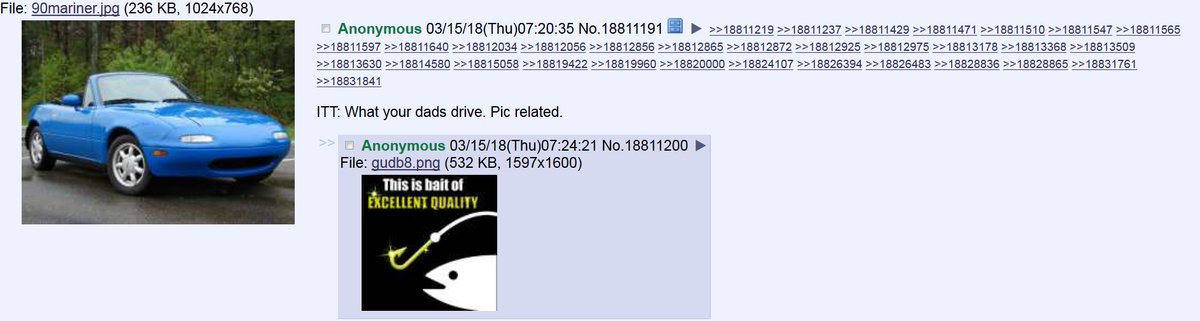 File: 90mariner.jpg (236 KB, 1024x768)
Anonymous 03/15/18(Thu)07:20:35 No.18811191 ▶ >>18811219 >>18811237 >>18811429 >>18811471 >>18811510 >>18811547 >>18811565
>>18811597 >>18811640 >>18812034 >>18812056 >>18812856 >>18812865 >>18812872 >>18812925 >>18812975 >>18813178 >>18813368 >>18813509
>>18813630 >>18814580 >>18815058 >>18819422 >>18819960 >>18820000 >>18824107 >>18826394 >>18826483 >>18828836 >>18828865 >>18831761
>>18831841
ITT: What your dads drive. Pic related.
>> Anonymous 03/15/18(Thu)07:24:21 No.18811200 ▶
File: gudb8.png (532 KB, 1597x1600)
This is bait of
EXCELLENT QUALITY